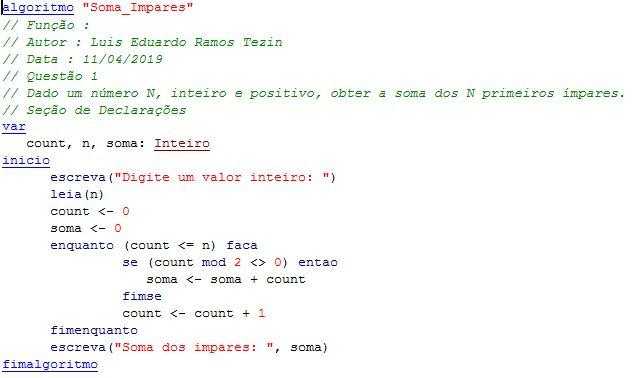 algoritmo "Soma_Impares"
// Função :
// Autor : Luis Eduardo Ramos Tezin
// Data : 11/04/2019
// Questão 1
// Dado um número N, inteiro e positivo, obter a soma dos N primeiros ímpares.
// Seção de Declarações
var
count, n, soma: Inteiro
inicio
escreva("Digite um valor inteiro: ")
leia(n)
count <- 0
soma <- 0
enquanto (count <= n) faca
se (count mod 2 <> 0) entao
soma <- soma + count
fimse
count <- count + 1
fimenquanto
escreva("Soma dos impares: ", soma)
fimalgoritmo